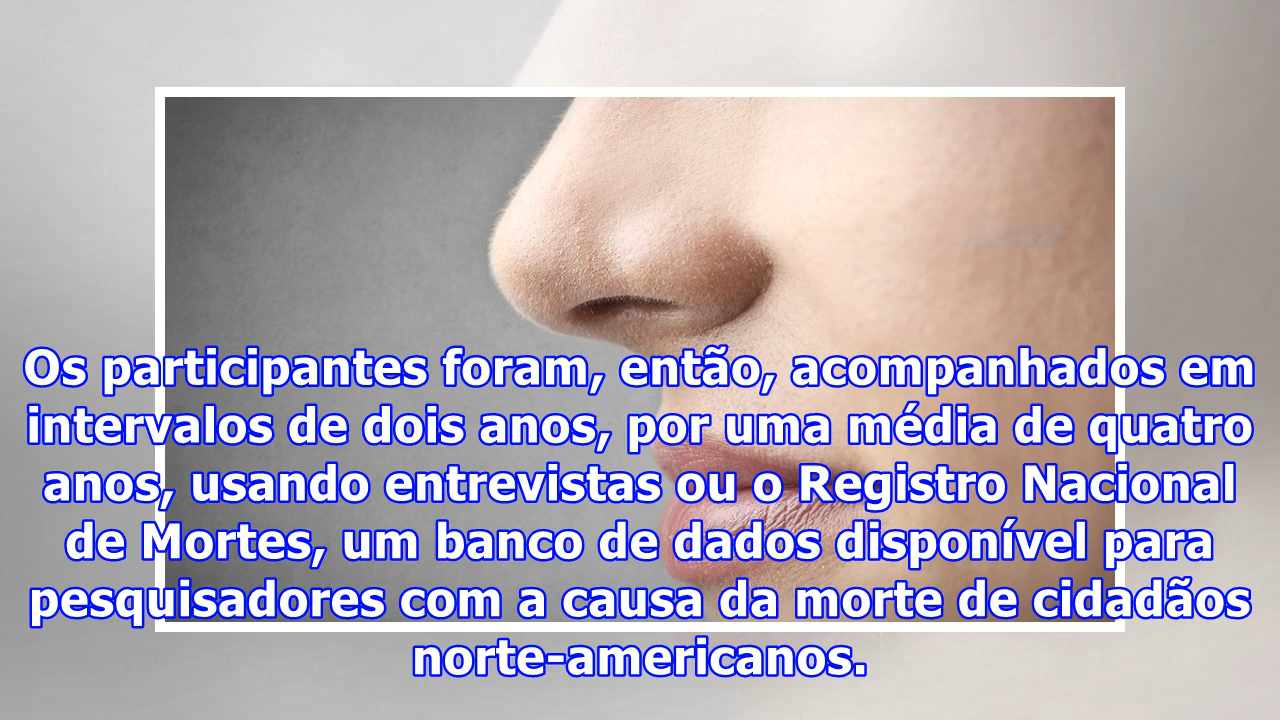 Os participantes foram, então, acompanhados em
intervalos de dois anos, por uma média de quatro
anos, usando entrevistas ou o Registro Nacional
de Mortes, um banco de dados disponível para
pesquisadores com a causa da morte de cidadãos
norte-americanos.